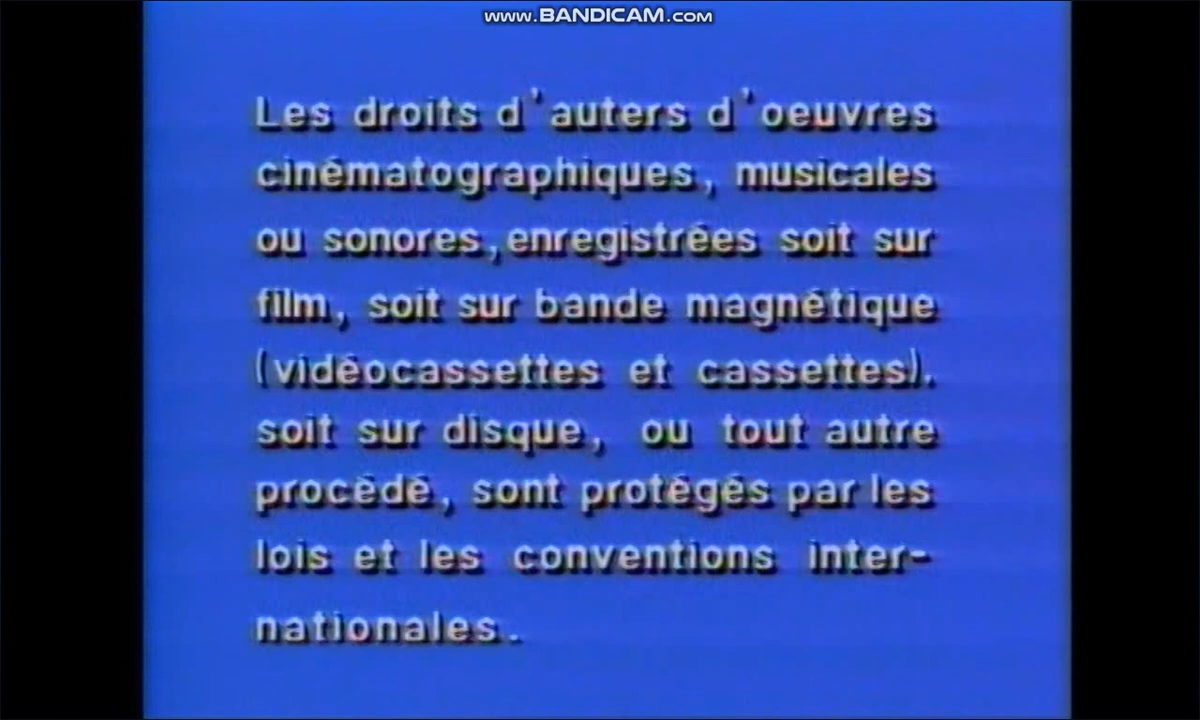 www.BANDICAM.com
Les droits d'auters d'oeuvres
cinématographiques, musicales
ou sonores, enregistrées soit sur
film, soit sur bande magnétique
(vidéocassettes et cassettes).
soit sur disque, ou tout autre
procédé, sont protégés par les
lois et les conventions inter-
nationales.